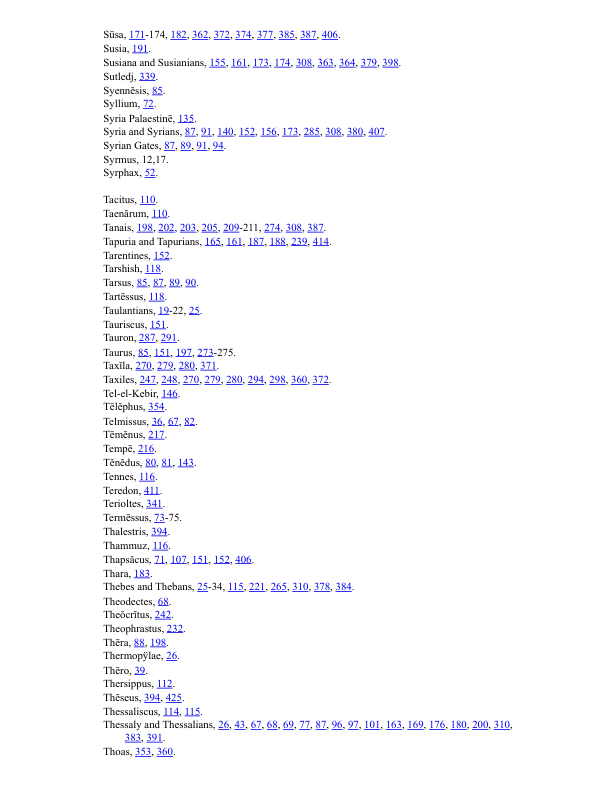 Sūsa, 171-174, 182, 362, 372, 374, 377, 385, 387, 406.
Susia, 191.
Susiana and Susianians, 155, 161, 173, 174, 308, 363, 364, 379, 398.
Sutledj, 339.
Syennĕsis, 85.
Syllium, 72.
Syria Palaestinē, 135.
Syria and Syrians, 87, 91, 140, 152, 156, 173, 285, 308, 380, 407.
Syrian Gates, 87, 89, 91, 94.
Syrmus, 12,17.
Syrphax, 52.
Tacitus, 110.
Taenărum, 110.
Tanais, 198, 202, 203, 205, 209-211, 274, 308, 387.
Tapuria and Tapurians, 165, 161, 187, 188, 239, 414.
Tarentines, 152.
Tarshish, 118.
Tarsus, 85, 87, 89, 90.
Tartēssus, 118.
Taulantians, 19-22, 25.
Tauriscus, 151.
Tauron, 287, 291.
Taurus, 85, 151, 197, 273-275.
Taxīla, 270, 279, 280, 371.
Taxiles, 247, 248, 270, 279, 280, 294, 298, 360, 372.
Tel-el-Kebir, 146.
Tēlĕphus, 354.
Telmissus, 36, 67, 82.
Tēmĕnus, 217.
Tempē, 216.
Tĕnĕdus, 80, 81, 143.
Tennes, 116.
Teredon, 411.
Terioltes, 341.
Termēssus, 73-75.
Thalestris, 394.
Thammuz, 116.
Thapsăcus, 71, 107, 151, 152, 406.
Thara, 183.
Thebes and Thebans, 25-34, 115, 221, 265, 310, 378, 384.
Theodectes, 68.
Theŏcrĭtus, 242.
Theophrastus, 232.
Thēra, 88, 198.
Thermopўlae, 26.
Thēro, 39.
Thersippus, 112.
Thēseus, 394, 425.
Thessaliscus, 114, 115.
Thessaly and Thessalians, 26, 43, 67, 68, 69, 77, 87, 96, 97, 101, 163, 169, 176, 180, 200, 310,
383, 391.
Thoas, 353, 360.